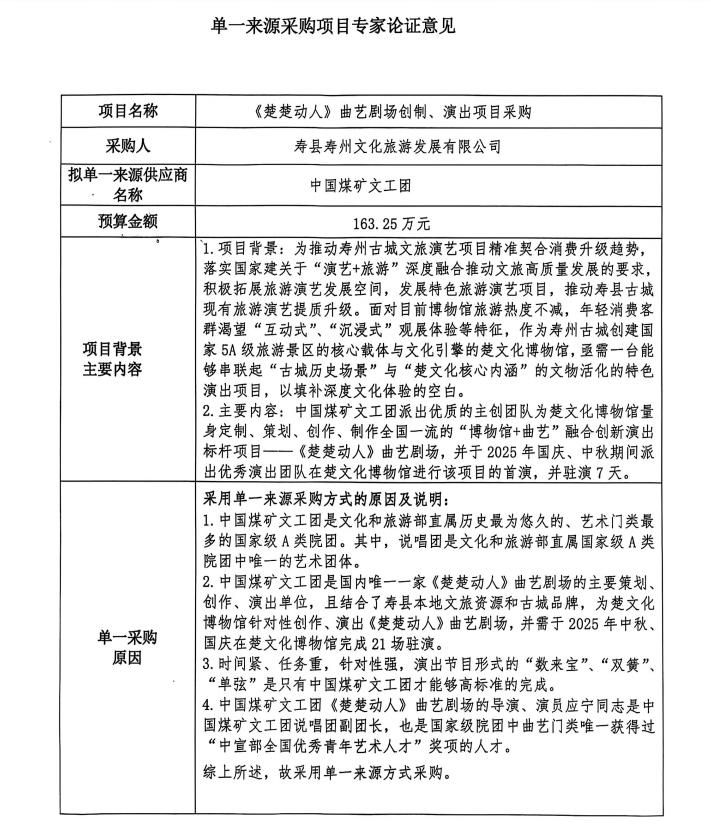 单一来源采购项目专家论证意见
项目名称
《楚楚动人》曲艺剧场创制、演出项目采购
采购人
寿县寿州文化旅游发展有限公司
拟单一来源供应商
名称
中国煤矿文工团
预算金额
163.25 万元
项目背景
主要内容
1. 项目背景：为推动寿州古城文旅演艺项目精准契合消费升级趋势，
落实国家建关于“演艺+旅游”深度融合推动文旅高质量发展的要求，
积极拓展旅游演艺发展空间，发展特色旅游演艺项目，推动寿县古城
现有旅游演艺提质升级。面对目前博物馆旅游热度不减，年轻消费客
群渴望“互动式”、“沉浸式”观展体验等特征，作为寿州古城创建国
家 5A 级旅游景区的核心载体与文化引擎的楚文化博物馆，亟需一台能
够串联起“古城历史场景”与“楚文化核心内涵”的文物活化的特色
演出项目，以填补深度文化体验的空白。
2. 主要内容：中国煤矿文工团派出优质的主创团队为楚文化博物馆量
身定制、策划、创作、制作全国一流的“博物馆+曲艺”融合创新演出
标杆项目——《楚楚动人》曲艺剧场，并于 2025 年国庆、中秋期间派
出优秀演出团队在楚文化博物馆进行该项目的首演，并驻演 7 天。
单一采购
原因
采用单一来源采购方式的原因及说明：
1. 中国煤矿文工团是文化和旅游部直属历史最为悠久的、艺术门类最
多的国家级 A 类院团。其中，说唱团是文化和旅游部直属国家级 A 类
院团中唯一的艺术团体。
2. 中国煤矿文工团是国内唯一一家《楚楚动人》曲艺剧场的主要策划、
创作、演出单位，且结合了寿县本地文旅资源和古城品牌，为楚文化
博物馆针对性创作、演出《楚楚动人》曲艺剧场，并需于 2025 年中秋、
国庆在楚文化博物馆完成 21 场驻演。
3. 时间紧、任务重，针对性强，演出节目形式的“数来宝”、“双簧”、
“单弦”是只有中国煤矿文工团才能够高标准的完成。
4. 中国煤矿文工团《楚楚动人》曲艺剧场的导演、演员应宁同志是中
国煤矿文工团说唱团副团长，也是国家级院团中曲艺门类唯一获得过
“中宣部全国优秀青年艺术人才”奖项的人才。
综上所述，故采用单一来源方式采购。